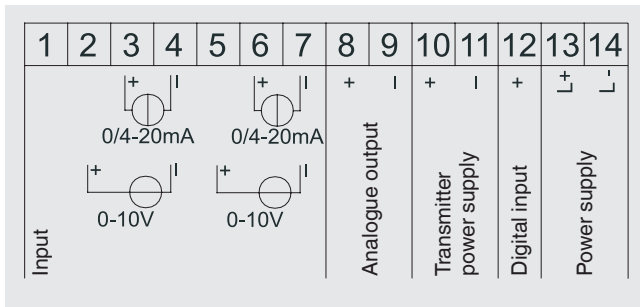 1 2 3 4 5 6 7 8 9 10 11 12 13 14
+ − + − + − + − + L+ L -
0/4-20mA 0/4-20mA
+ − + −
0-10V 0-10V
Input
Analogue output
Transmitter
power supply
Digital input
Power supply